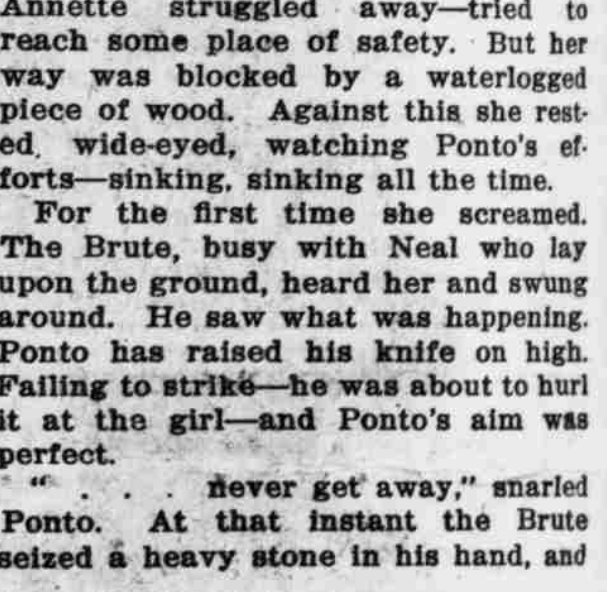 Annette struggled away—tried to
reach some place of safety. But her
way was blocked by a waterlogged
piece of wood. Against this she rest-
ed, wide-eyed, watching Ponto's ef-
forts—sinking, sinking all the time.
For the first time she screamed.
The Brute, busy with Neal who lay
upon the ground, heard her and swung
around. He saw what was happening.
Ponto has raised his knife on high.
Failing to strike—he was about to hurl
it at the girl—and Ponto's aim was
perfect.
" . . . never get away," snarled
Ponto. At that instant the Brute
seized a heavy stone in his hand, and